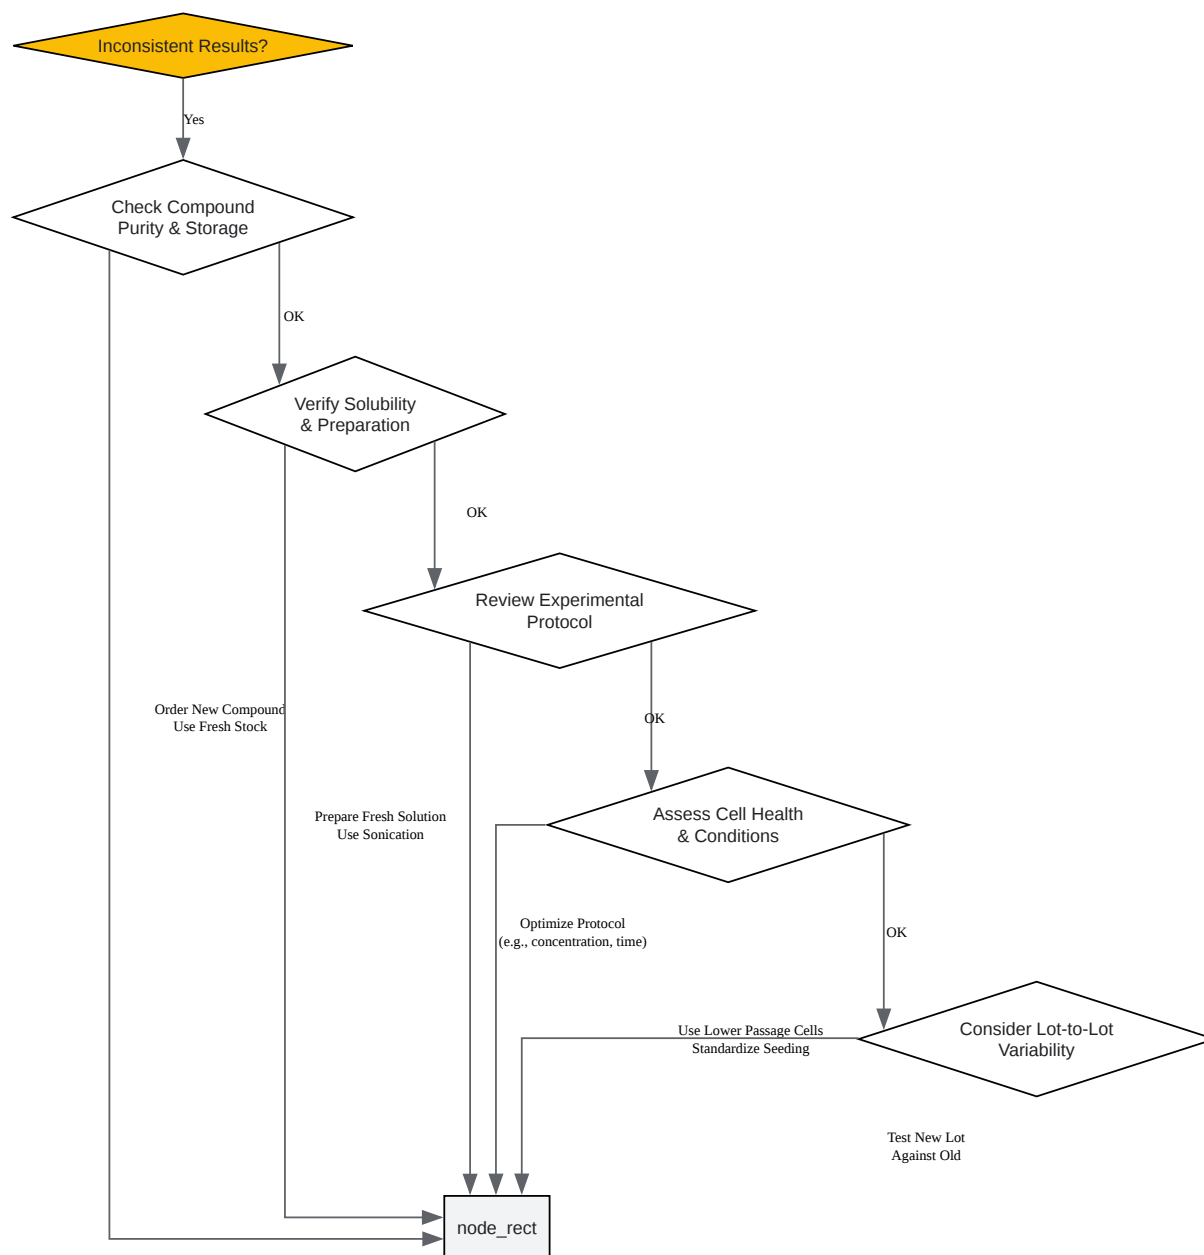 Inconsistent Results?
Yes
Check Compound
Purity & Storage
OK
Verify Solubility
& Preparation
OK
Review Experimental
Protocol
Order New Compound
Use Fresh Stock
OK
Prepare Fresh Solution
Use Sonication
Assess Cell Health
& Conditions
Optimize Protocol
(e.g., concentration, time)
OK
Use Lower Passage Cells
Standardize Seeding
Consider Lot-to-Lot
Variability
Test New Lot
Against Old
node_rect